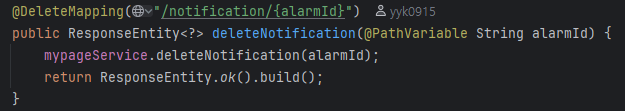 @DeleteMapping("/notification/{alarmId}") yyk0915
public ResponseEntity<?> deleteNotification(@PathVariable String alarmId) {
    mypageService.deleteNotification(alarmId);
    return ResponseEntity.ok().build();
}